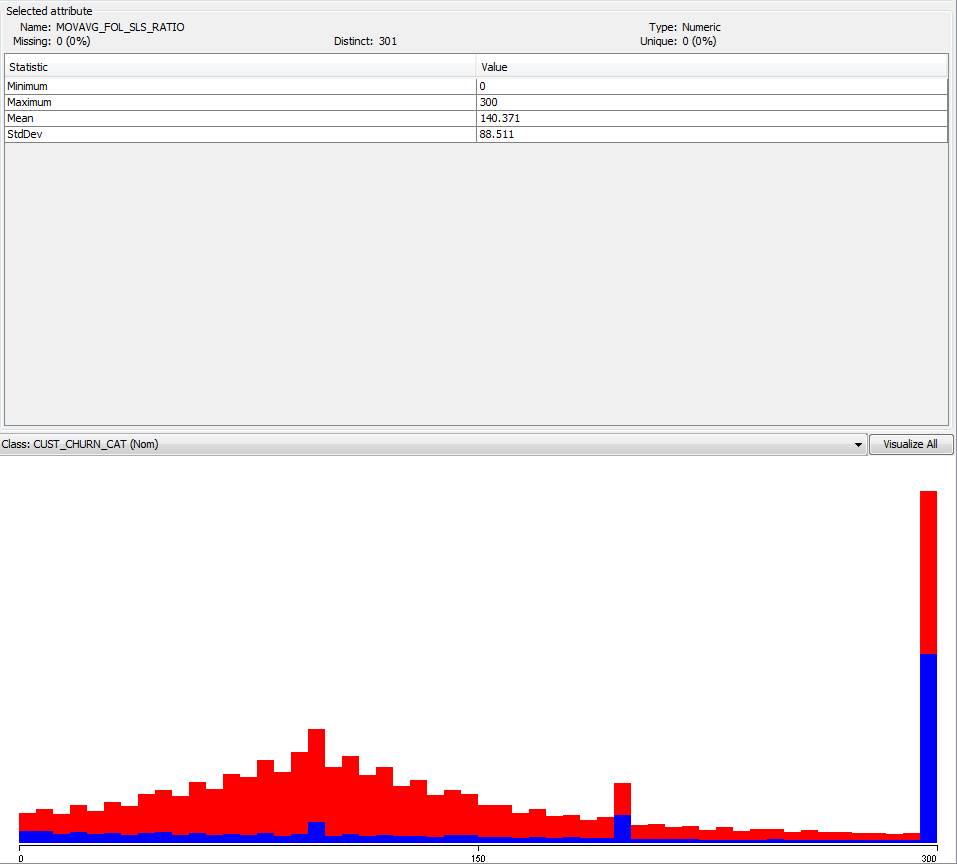 Selected attribute
Name: MOVAVG_FOL_SLS_RATIO Type: Numeric
Missing: 0 (0%) Distinct: 301 Unique: 0 (0%)
Statistic Value
Minimum 0
Maximum 300
Mean 140.371
StdDev 88.511
Class: CUST_CHURN_CAT (Nom) Visualize All
0 150 300